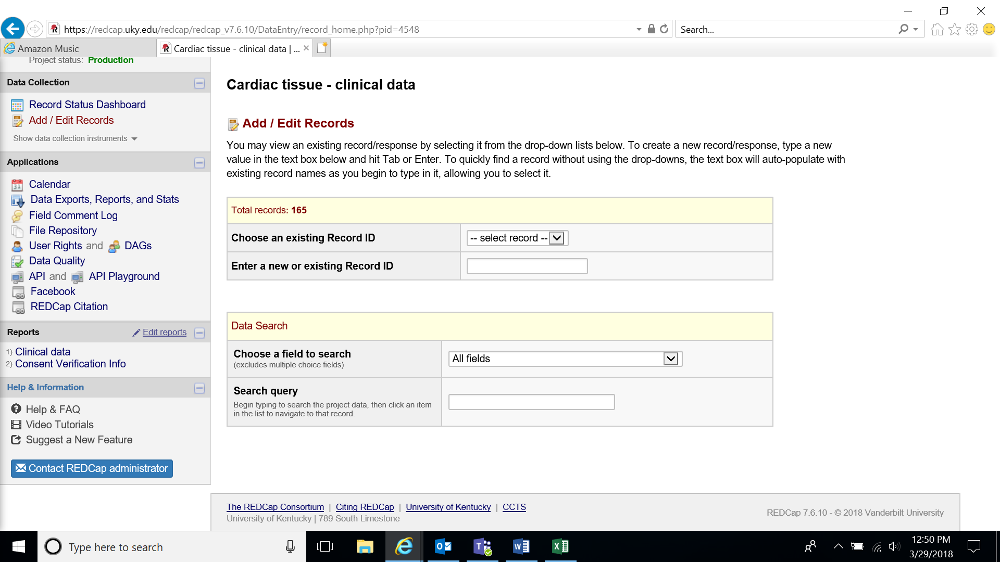 https://redcap.uky.edu/redcap/redcap_v7.6.10/DataEntry/record_home.php?pid=4548
Search...
Amazon Music
Cardiac tissue - clinical data | ...
Project status: Production
Data Collection
Record Status Dashboard
Add / Edit Records
Show data collection instruments
Applications
31
Calendar
Data Exports, Reports, and Stats
Field Comment Log
File Repository
User Rights and DAGs
Data Quality
API and API Playground
Facebook
REDCap Citation
Reports
Edit reports
1) Clinical data
2) Consent Verification Info
Help & Information
Help & FAQ
Video Tutorials
Suggest a New Feature
Contact REDCap administrator
Cardiac tissue - clinical data
Add / Edit Records
You may view an existing record/response by selecting it from the drop-down lists below. To create a new record/response, type a new
value in the text box below and hit Tab or Enter. To quickly find a record without using the drop-downs, the text box will auto-populate with
existing record names as you begin to type in it, allowing you to select it.
Total records: 165
Choose an existing Record ID
-- select record --
Enter a new or existing Record ID
Data Search
Choose a field to search
(excludes multiple choice fields)
All fields
Search query
Begin typing to search the project data, then click an item
in the list to navigate to that record.
The REDCap Consortium | Citing REDCap | University of Kentucky | CCTS
University of Kentucky | 789 South Limestone
REDCap 7.6.10 - © 2018 Vanderbilt University
Type here to search
12:50 PM
3/29/2018